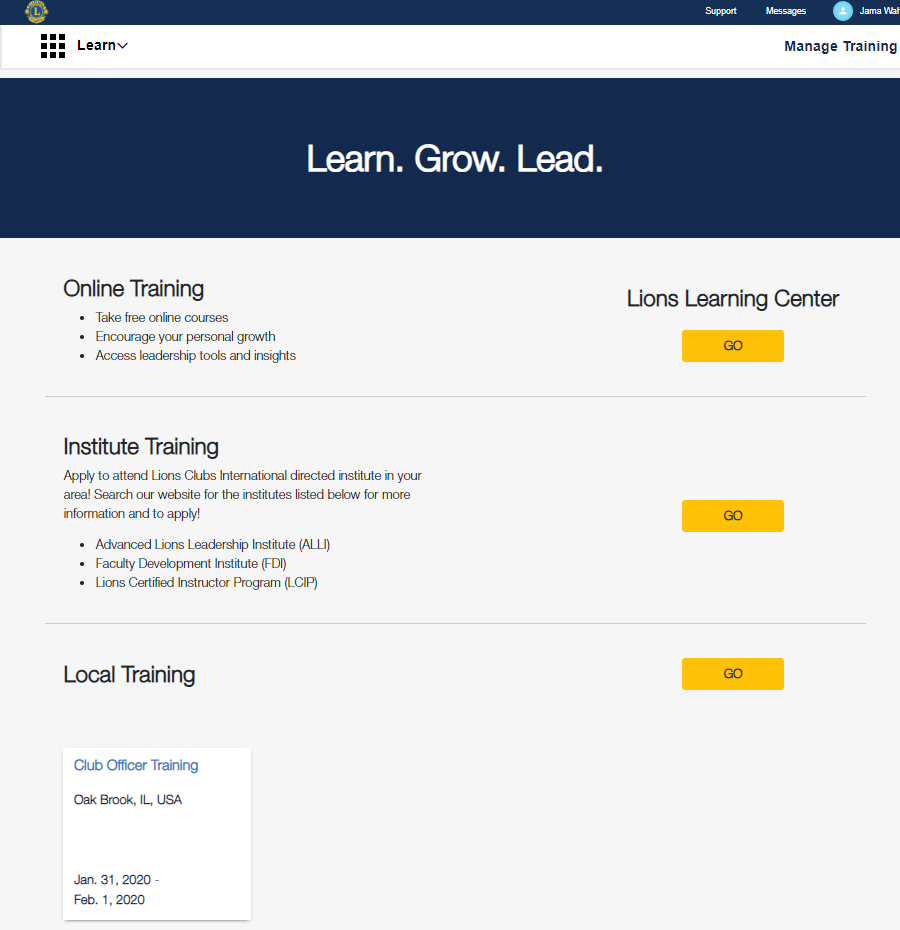 Support Messages Jama
Learn
Manage Training
Learn. Grow. Lead.
Online Training
• Take free online courses
• Encourage your personal growth
• Access leadership tools and insights
Lions Learning Center
GO
Institute Training
Apply to attend Lions Clubs International directed institute in your
area! Search our website for the institutes listed below for more
information and to apply!
• Advanced Lions Leadership Institute (ALLI)
• Faculty Development Institute (FDI)
• Lions Certified Instructor Program (LCIP)
GO
Local Training
GO
Club Officer Training
Oak Brook, IL, USA
Jan. 31, 2020 -
Feb. 1, 2020